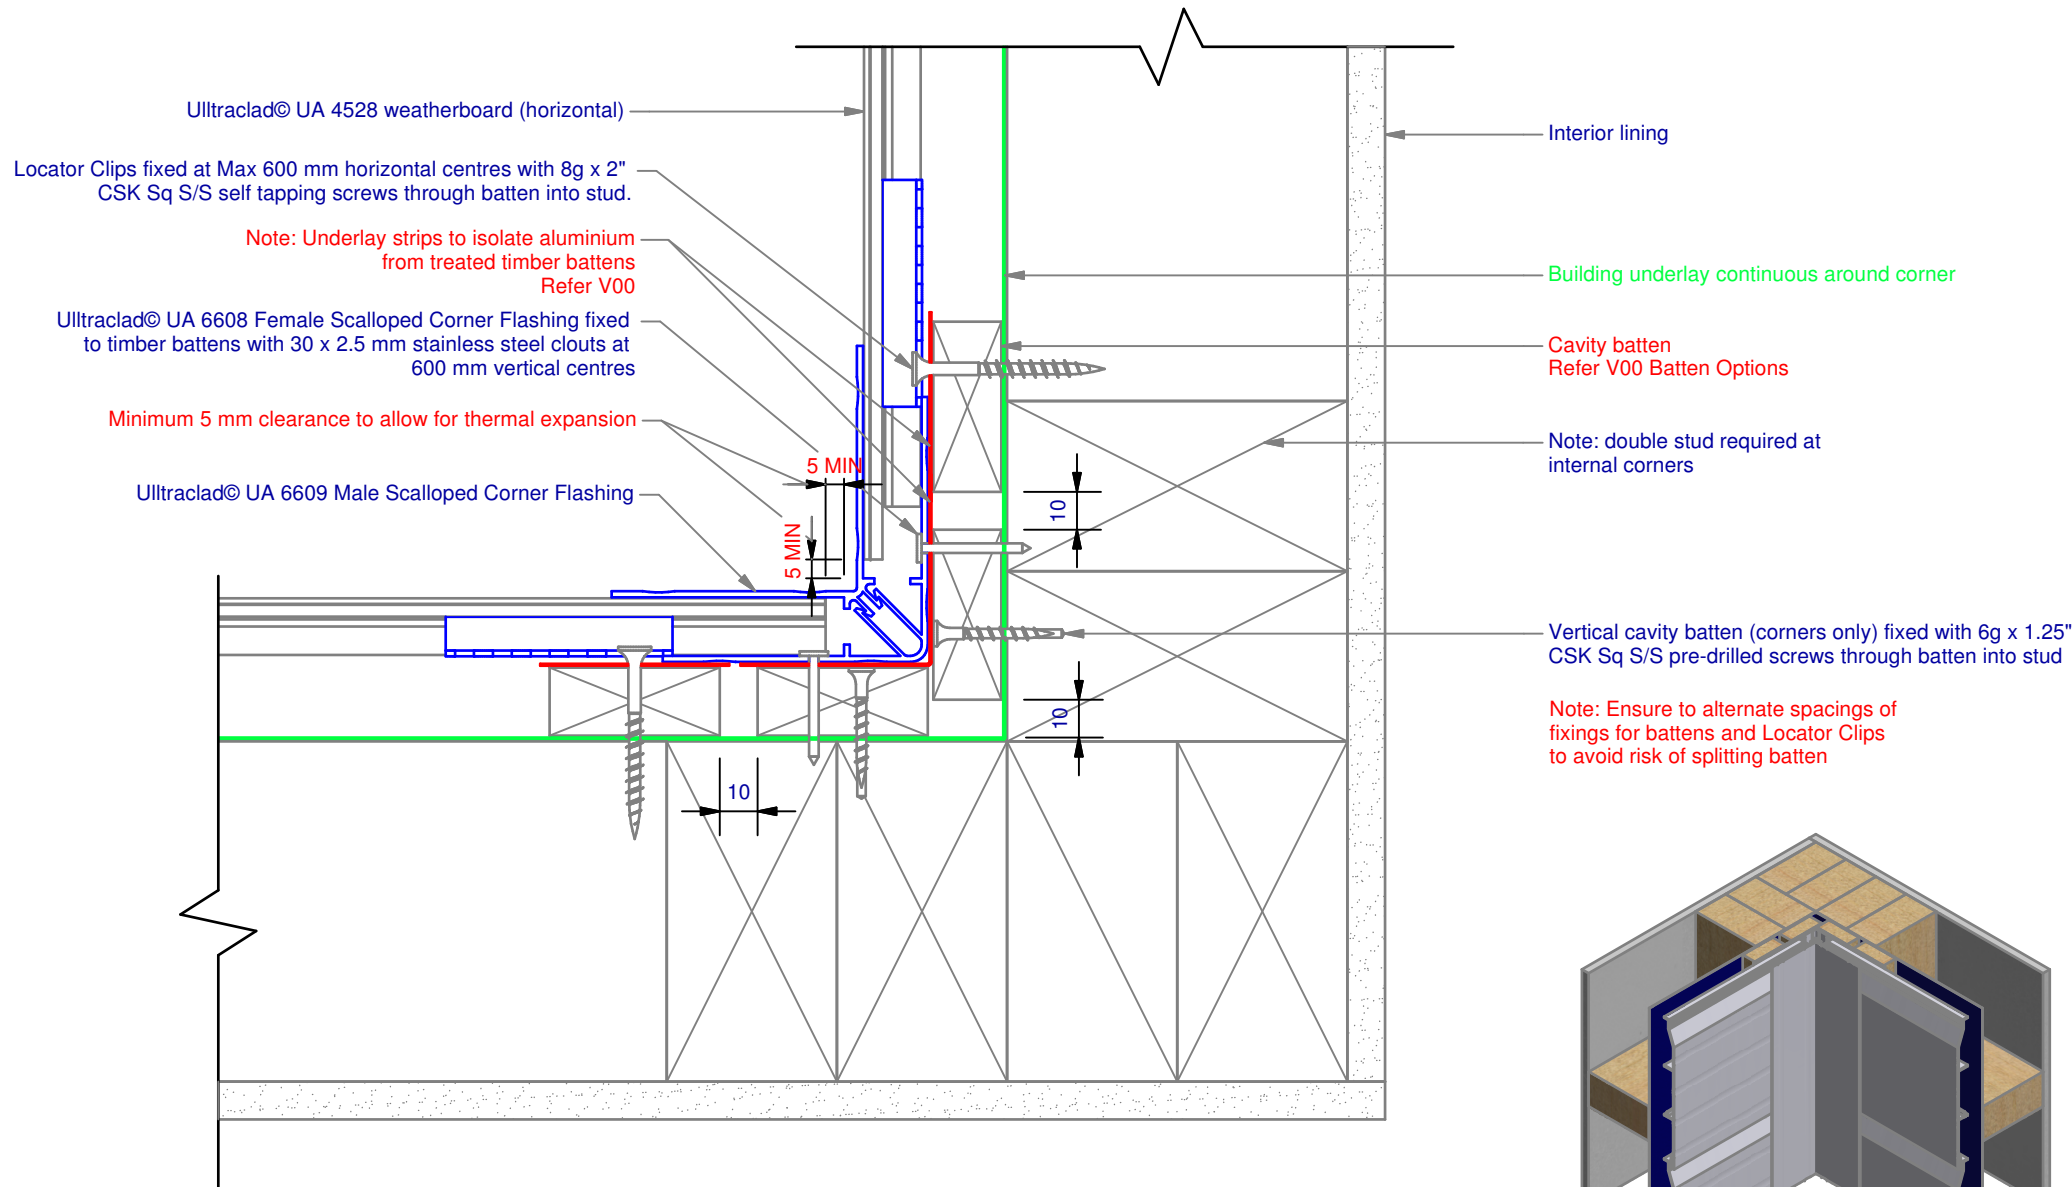 Ulltraclad© UA 4528 weatherboard (horizontal)
Locator Clips fixed at Max 600 mm horizontal centres with 8g x 2"
CSK Sq S/S self tapping screws through batten into stud.
Note: Underlay strips to isolate aluminium
from treated timber battens
Refer V00
Ulltraclad© UA 6608 Female Scalloped Corner Flashing fixed
to timber battens with 30 x 2.5 mm stainless steel clouts at
600 mm vertical centres
Minimum 5 mm clearance to allow for thermal expansion
Ulltraclad© UA 6609 Male Scalloped Corner Flashing
5 MIN
5 MIN
10
10
10
Interior lining
Building underlay continuous around corner
Cavity batten
Refer V00 Batten Options
Note: double stud required at
internal corners
Vertical cavity batten (corners only) fixed with 6g x 1.25"
CSK Sq S/S pre-drilled screws through batten into stud
Note: Ensure to alternate spacings of
fixings for battens and Locator Clips
to avoid risk of splitting batten